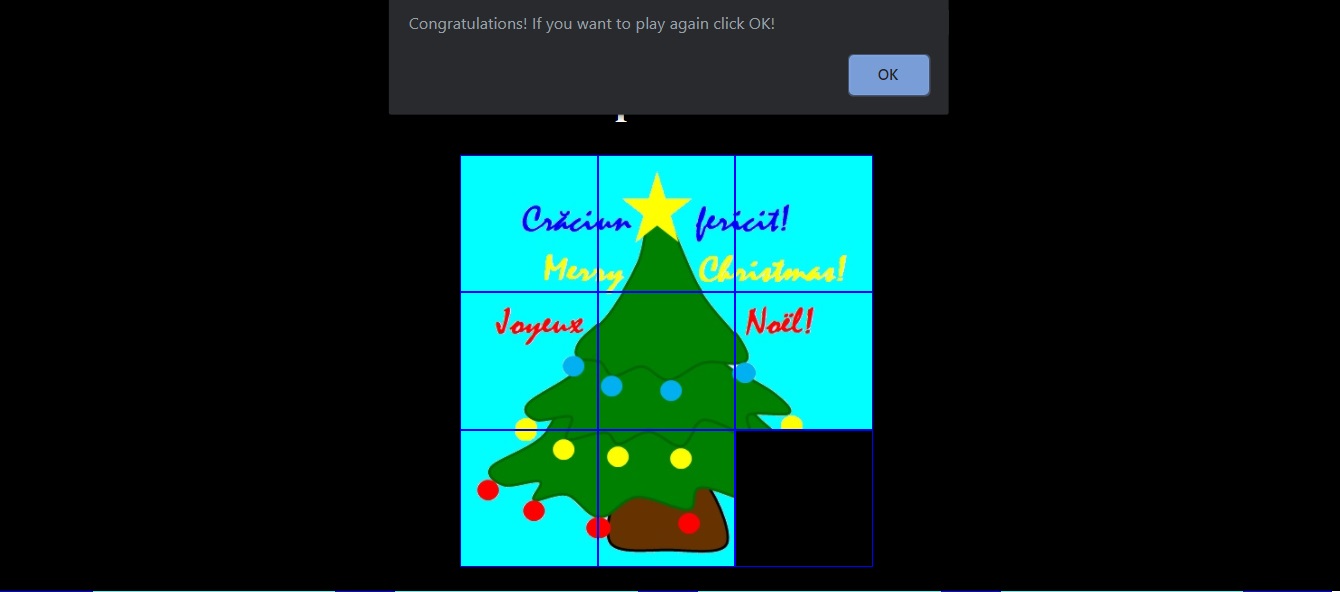 Congratulations! If you want to play again click OK!
OK
Crăciun fericit!
Merry Christmas!
Joyeux Noël!